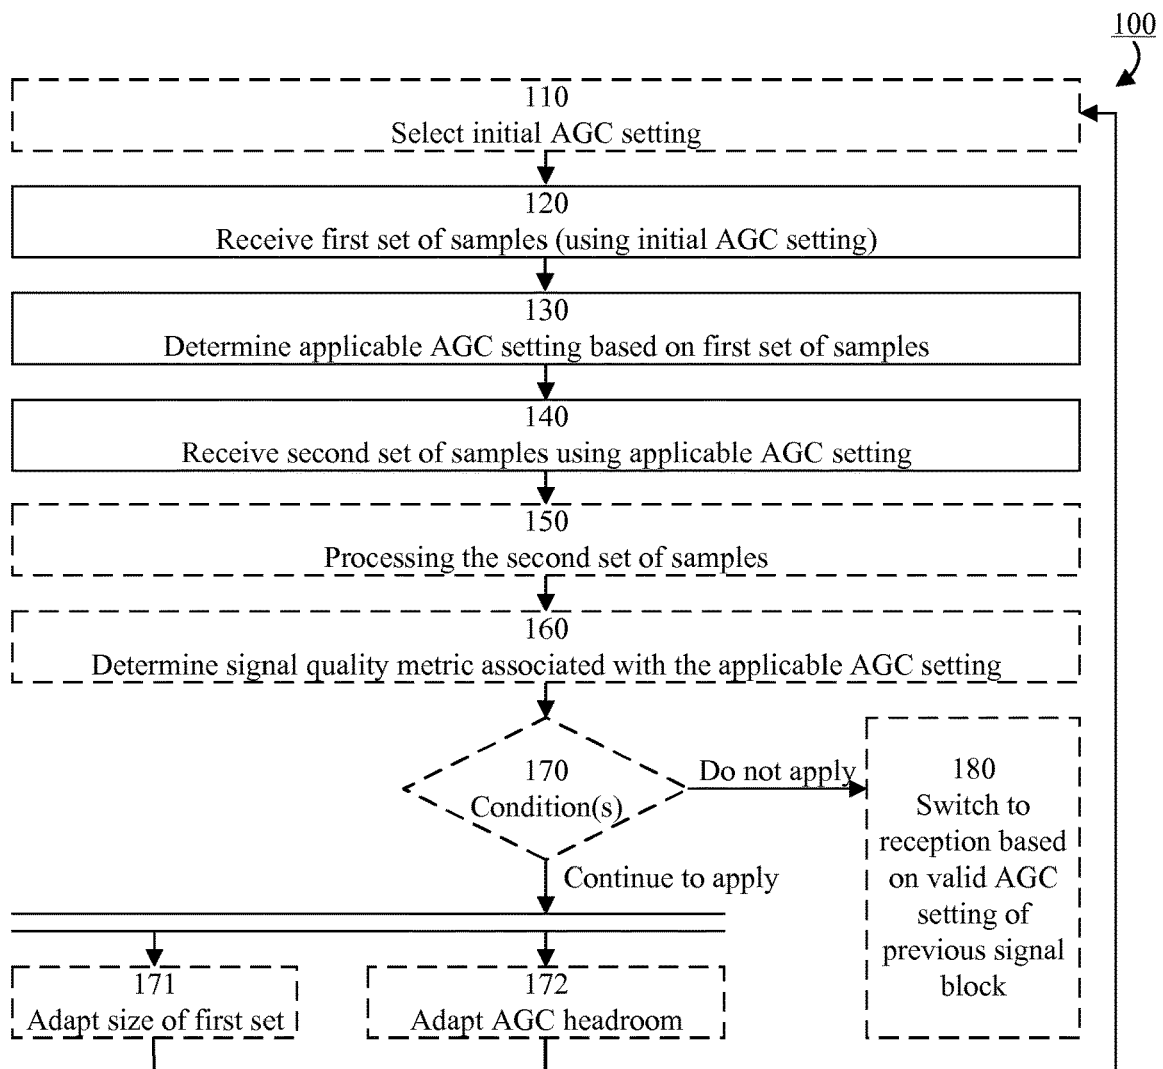 100
110
Select initial AGC setting
120
Receive first set of samples (using initial AGC setting)
130
Determine applicable AGC setting based on first set of samples
140
Receive second set of samples using applicable AGC setting
150
Processing the second set of samples
160
Determine signal quality metric associated with the applicable AGC setting
170
Condition(s)
Do not apply
180
Switch to
reception based
on valid AGC
setting of
previous signal
block
Continue to apply
171
Adapt size of first set
172
Adapt AGC headroom